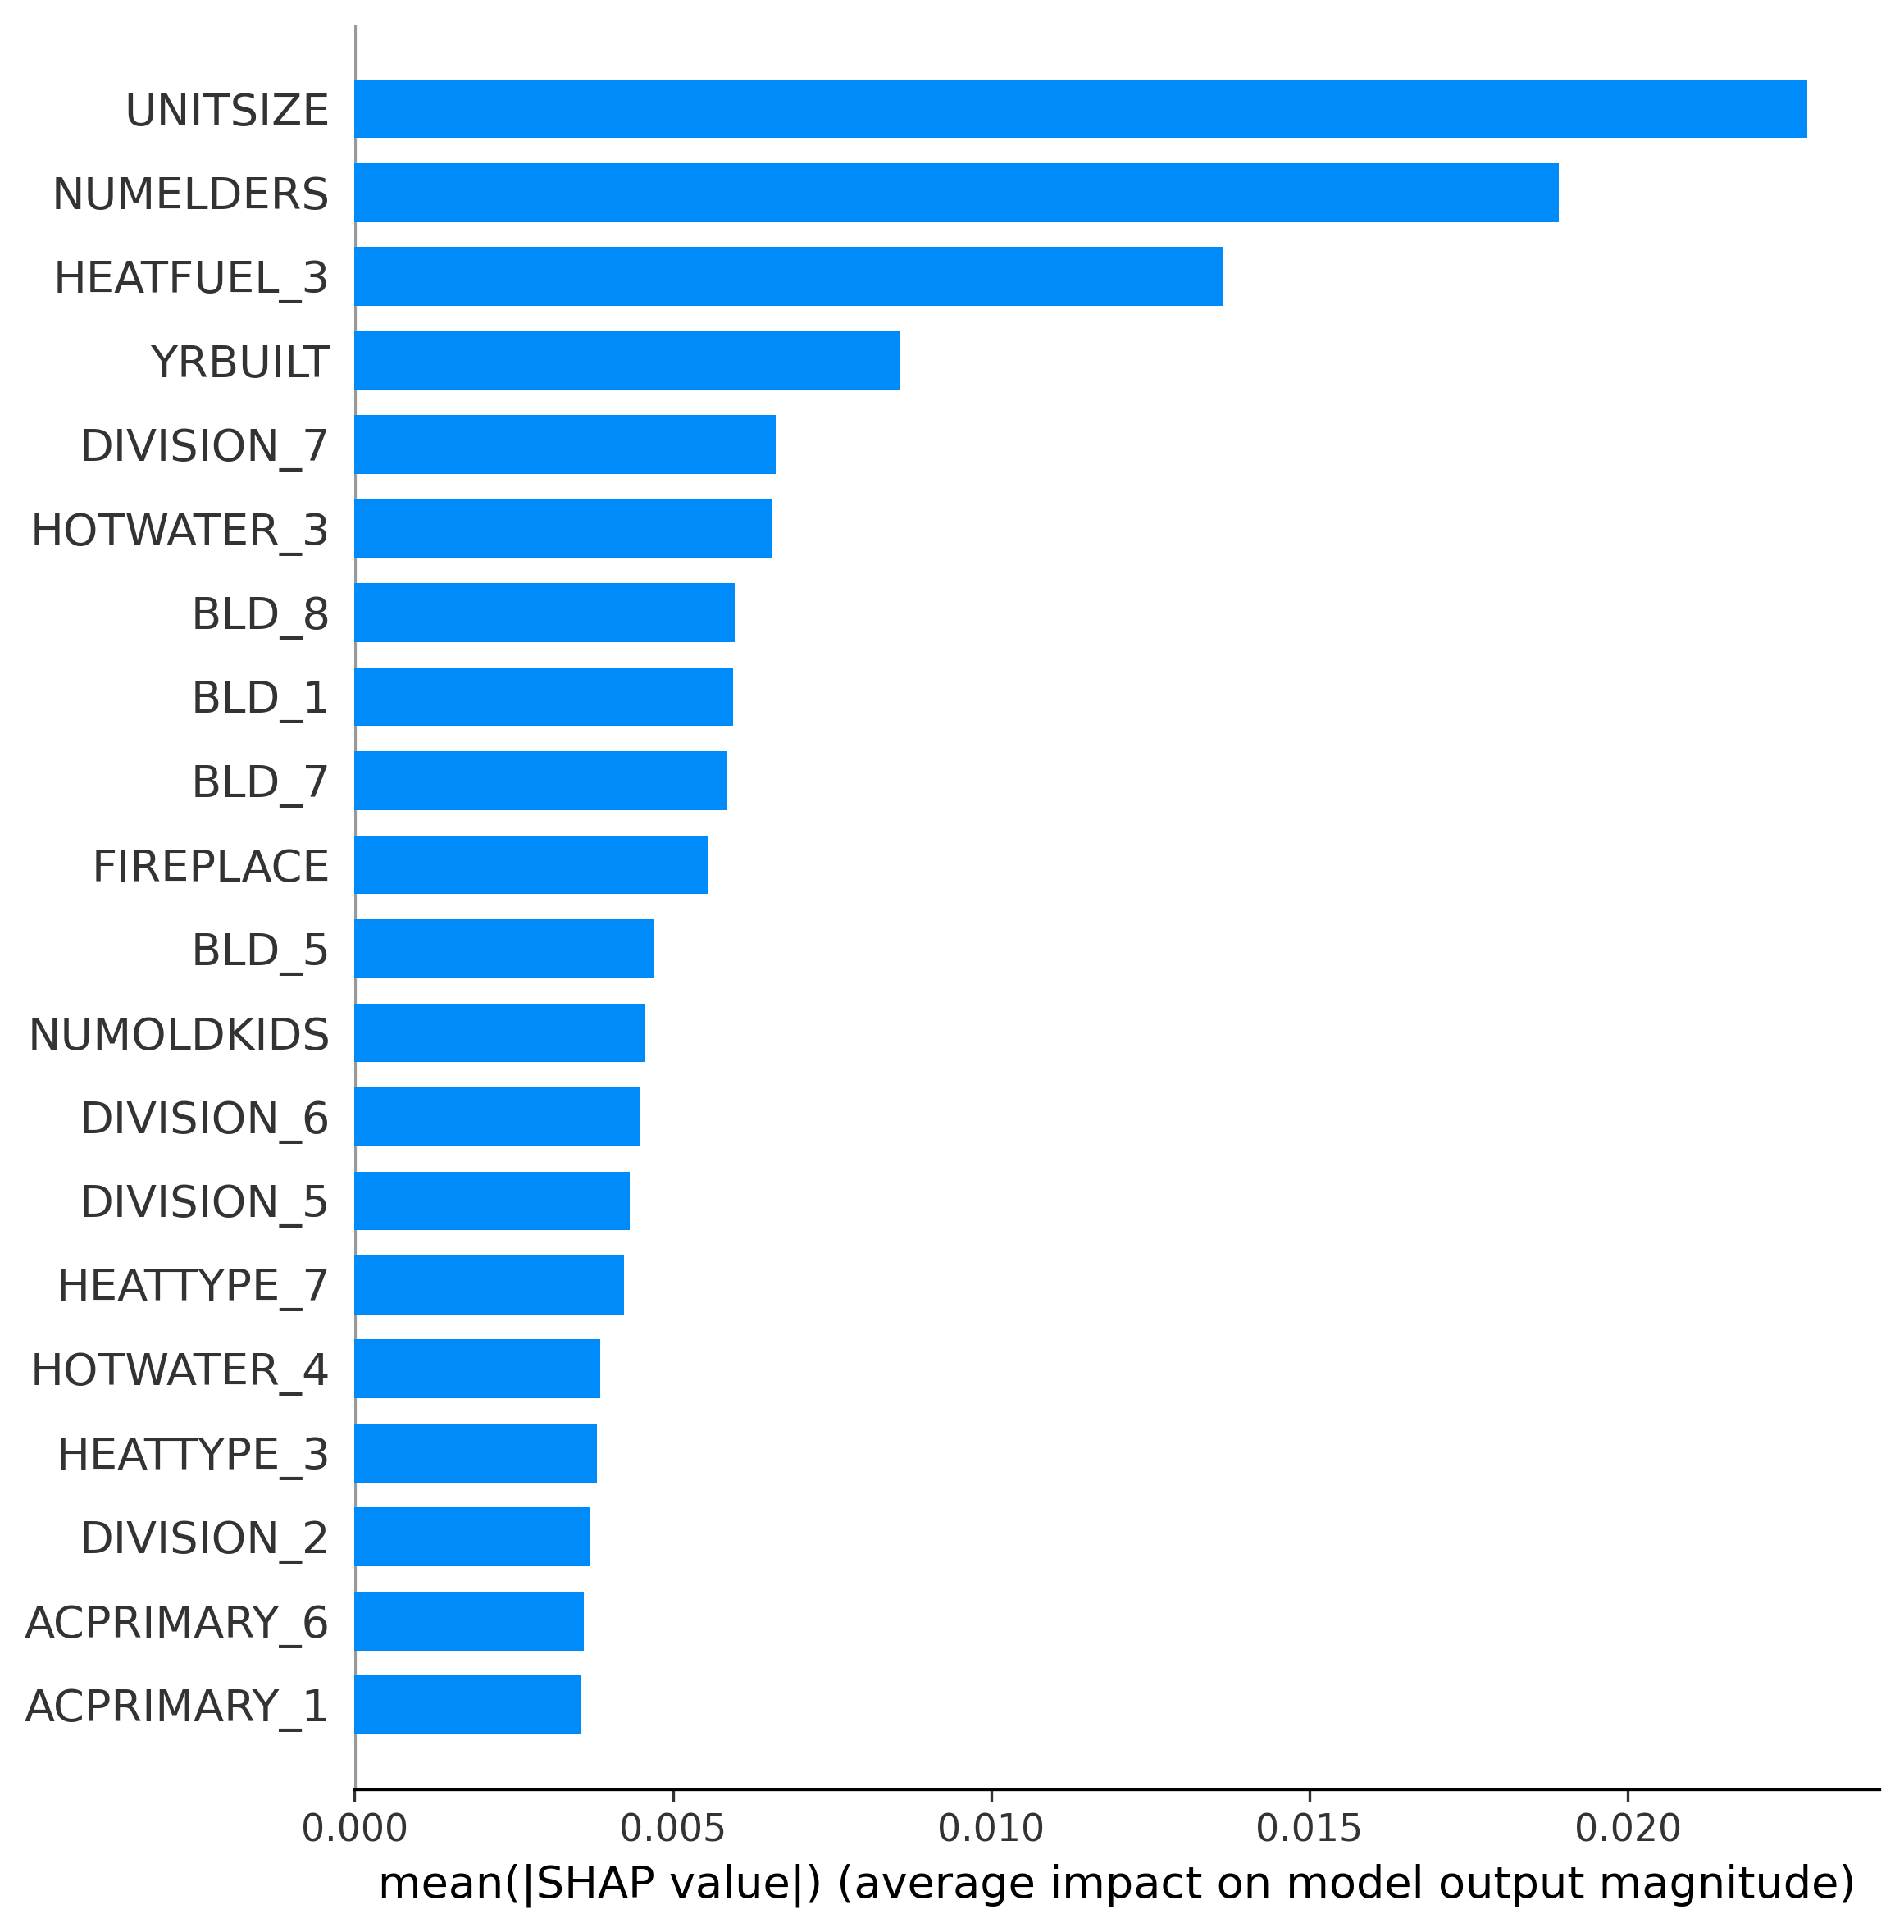 UNITSIZE
NUMELDERS
HEATFUEL_3
YRBUILT
DIVISION_7
HOTWATER_3
BLD_8
BLD_1
BLD_7
FIREPLACE
BLD_5
NUMOLDKIDS
DIVISION_6
DIVISION_5
HEATTYPE_7
HOTWATER_4
HEATTYPE_3
DIVISION_2
ACPRIMARY_6
ACPRIMARY_1
0.000 0.005 0.010 0.015 0.020
mean(|SHAP value|) (average impact on model output magnitude)